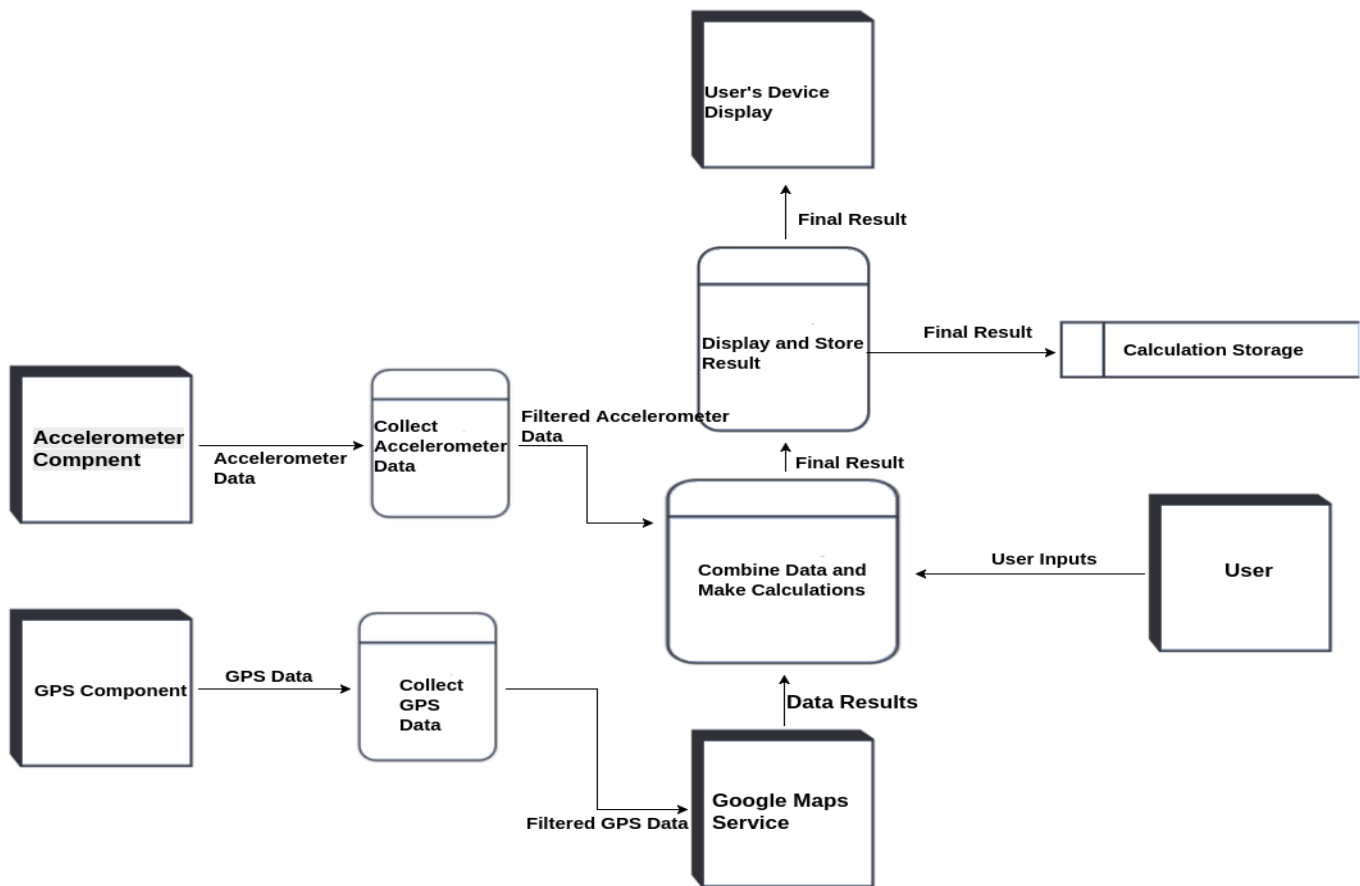 User's Device
Display
Final Result
Display and Store
Result
Final Result
Calculation Storage
Accelerometer
Compnent
Accelerometer
Data
Collect
Accelerometer
Data
Filtered Accelerometer
Data
Final Result
Combine Data and
Make Calculations
User Inputs
User
GPS Component
GPS Data
Collect
GPS
Data
Filtered GPS Data
Data Results
Google Maps
Service